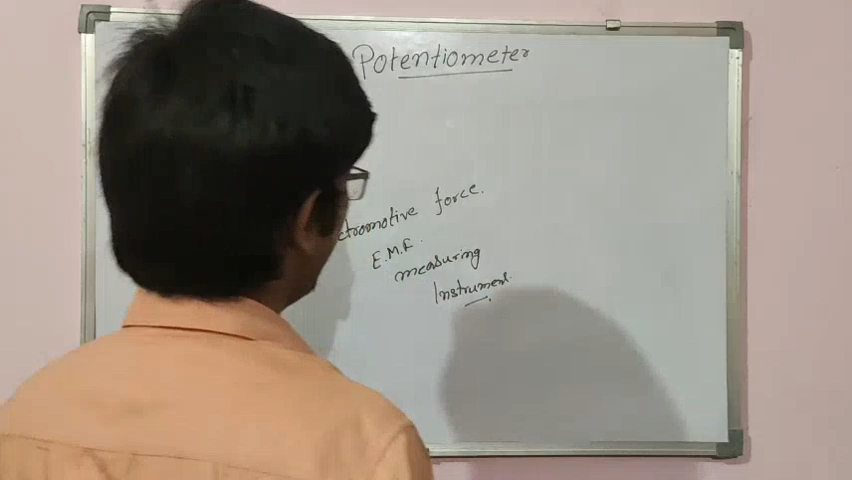 Potentiometer
ctromotive force.
E.M.F.
measuring
Instrument.